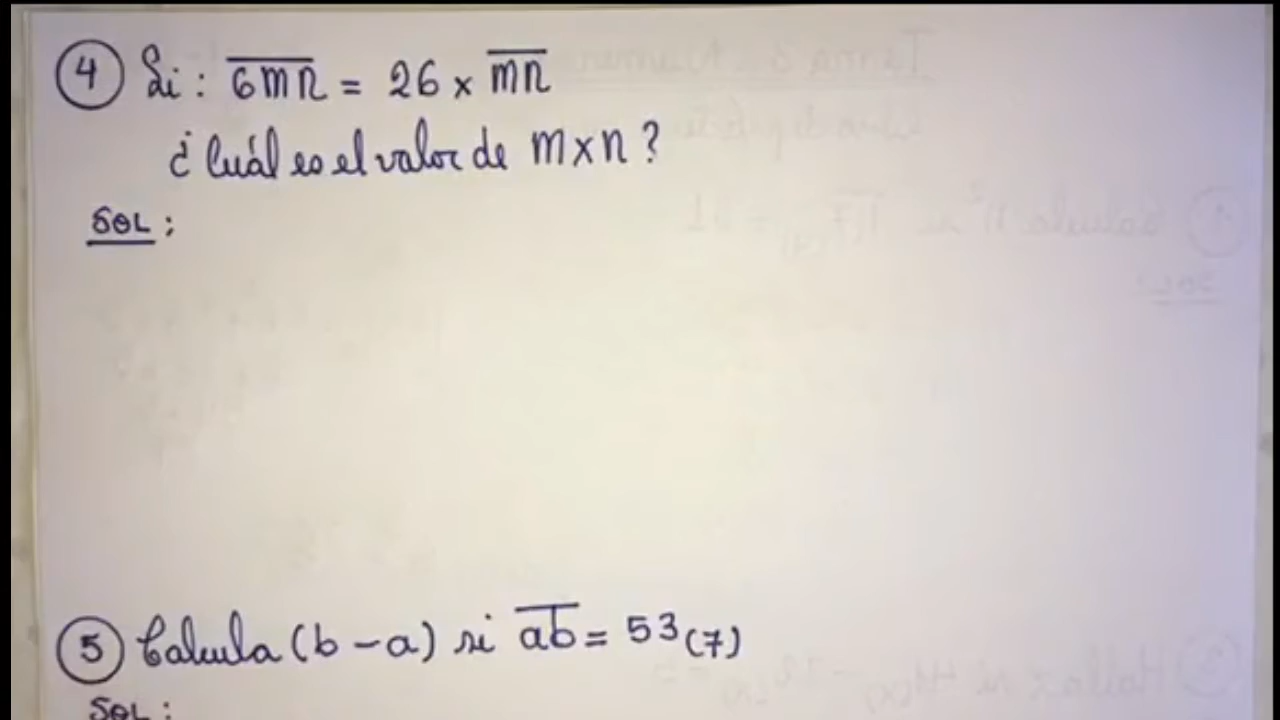 4 Si : 6mn = 26 × mn
¿Cuál es el valor de m×n?
SOL :
5 Calcula (b-a) si ab = 53(7)
SOL :